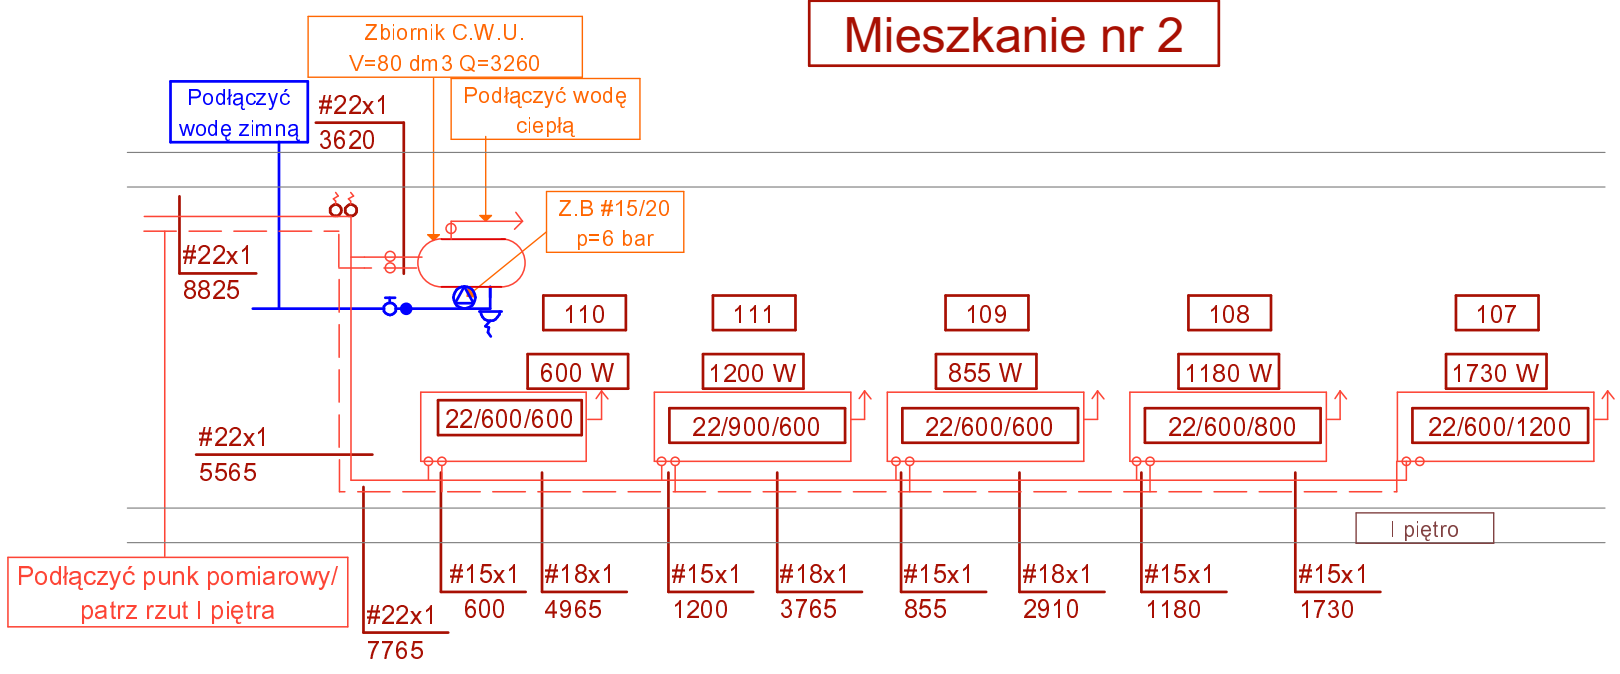 Mieszkanie nr 2
Zbiornik C.W.U.
V=80 dm3 Q=3260
Podłączyć
wodę zimną
#22x1
3620
Podłączyć wodę
ciepłą
Z.B #15/20
p=6 bar
#22x1
8825
110
111
109
108
107
600 W
1200 W
855 W
1180 W
1730 W
22/600/600
22/900/600
22/600/600
22/600/800
22/600/1200
#22x1
5565
I piętro
Podłączyć punk pomiarowy/
patrz rzut I piętra
#22x1
7765
#15x1
600
#18x1
4965
#15x1
1200
#18x1
3765
#15x1
855
#18x1
2910
#15x1
1180
#15x1
1730